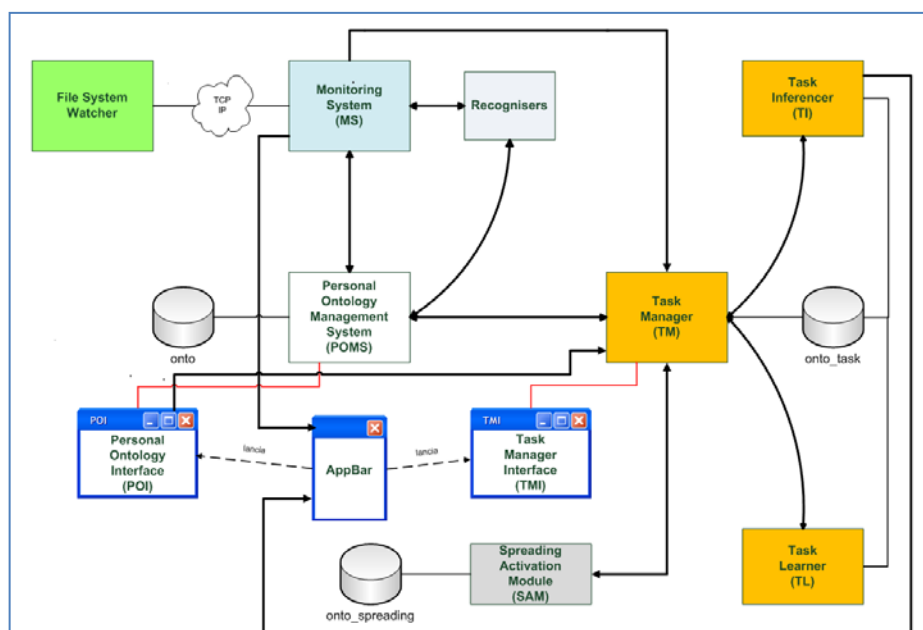 File System
Watcher
TCP
IP
Monitoring
System
(MS)
Recognisers
Task
Inferencer
(TI)
Personal
Ontology
Management
System
(POMS)
onto
Task
Manager
(TM)
onto_task
POI
Personal
Ontology
Interface
(POI)
lancia
AppBar
lancia
TMI
Task
Manager
Interface
(TMI)
onto_spreading
Spreading
Activation
Module
(SAM)
Task
Learner
(TL)